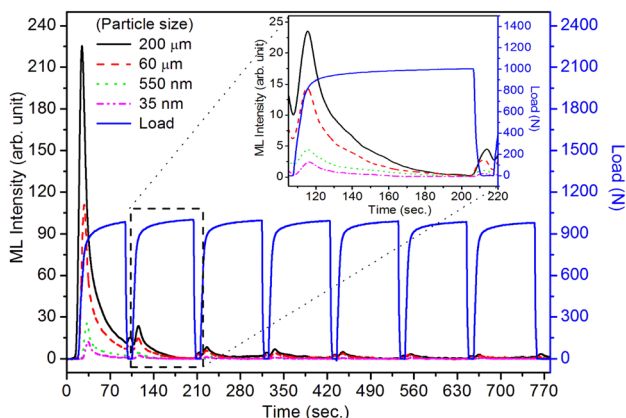 (Particle size)
200 μm
60 μm
550 nm
35 nm
Load
ML Intensity (arb. unit)
240
210
180
150
120
90
60
30
0
0 70 140 210 280 350 420 490 560 630 700 770
Time (sec.)
2400
2100
1800
1500
1200
900
600
300
0
Load (N)
ML Intensity (arb. unit)
25
20
15
10
5
0
120 140 160 180 200 220
Time (sec.)
1000
800
600
400
200
0
Load (N)